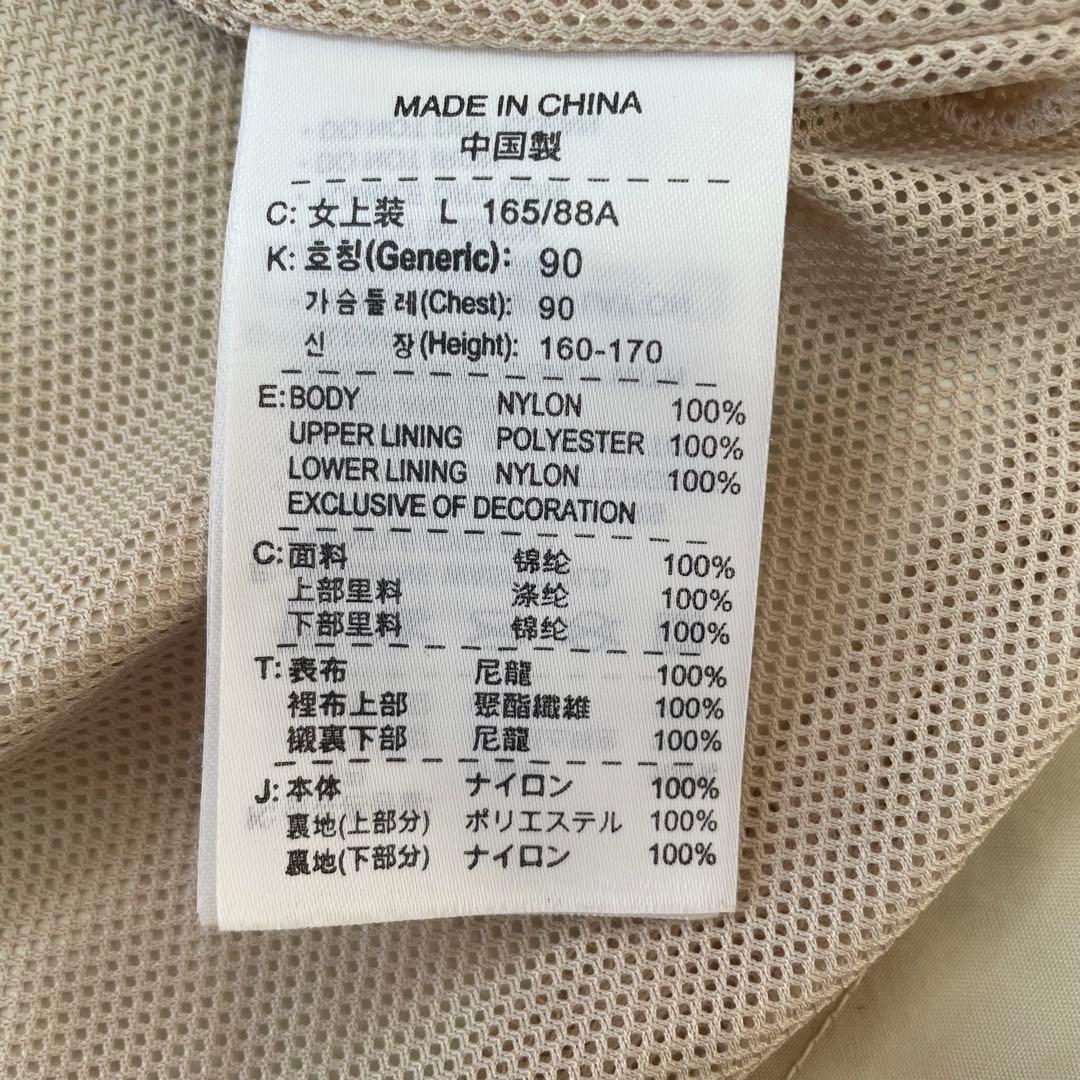 MADE IN CHINA
中国製
C: 女上装 L 165/88A
K: 호칭(Generic): 90
가슴둘레(Chest): 90
신 장(Height): 160-170
E: BODY NYLON 100%
UPPER LINING POLYESTER 100%
LOWER LINING NYLON 100%
EXCLUSIVE OF DECORATION
C: 面料 锦纶 100%
上部里料 涤纶 100%
下部里料 锦纶 100%
T: 表布 尼龍 100%
裡布上部 聚酯纖維 100%
襯裏下部 尼龍 100%
J: 本体 ナイロン 100%
裏地(上部分) ポリエステル 100%
裏地(下部分) ナイロン 100%